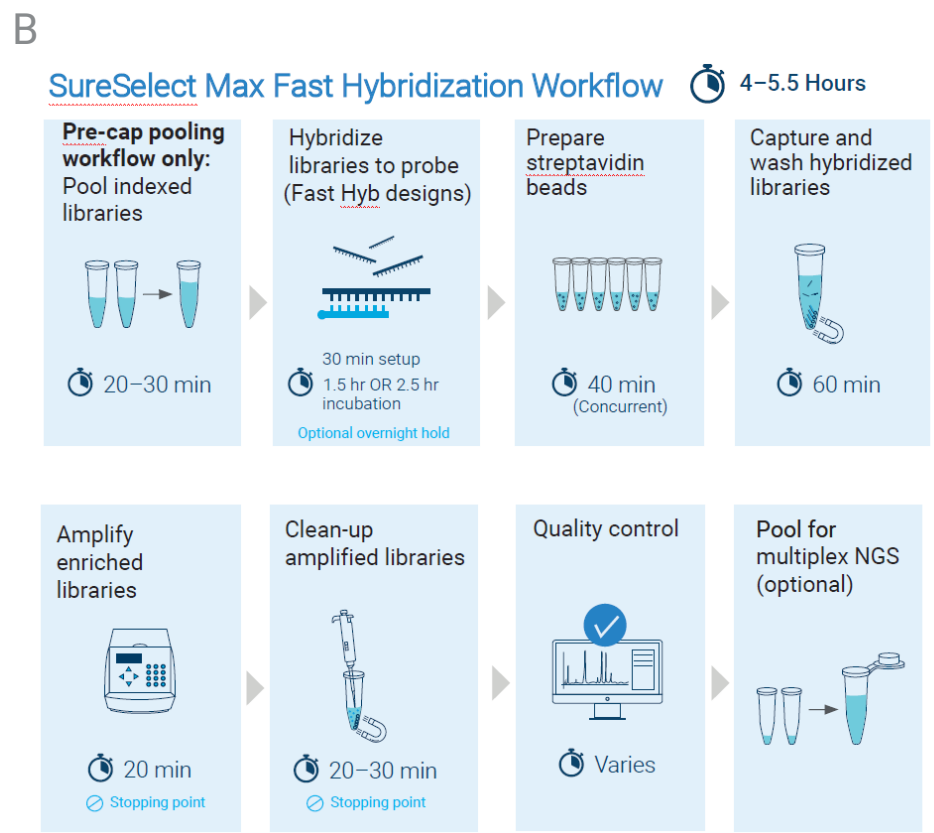 B
SureSelect Max Fast Hybridization Workflow
4–5.5 Hours
Pre-cap pooling
workflow only:
Pool indexed
libraries
20–30 min
Hybridize
libraries to probe
(Fast Hyb designs)
30 min setup
1.5 hr OR 2.5 hr
incubation
Optional overnight hold
Prepare
streptavidin
beads
40 min
(Concurrent)
Capture and
wash hybridized
libraries
60 min
Amplify
enriched
libraries
20 min
Stopping point
Clean-up
amplified libraries
20–30 min
Stopping point
Quality control
Varies
Pool for
multiplex NGS
(optional)